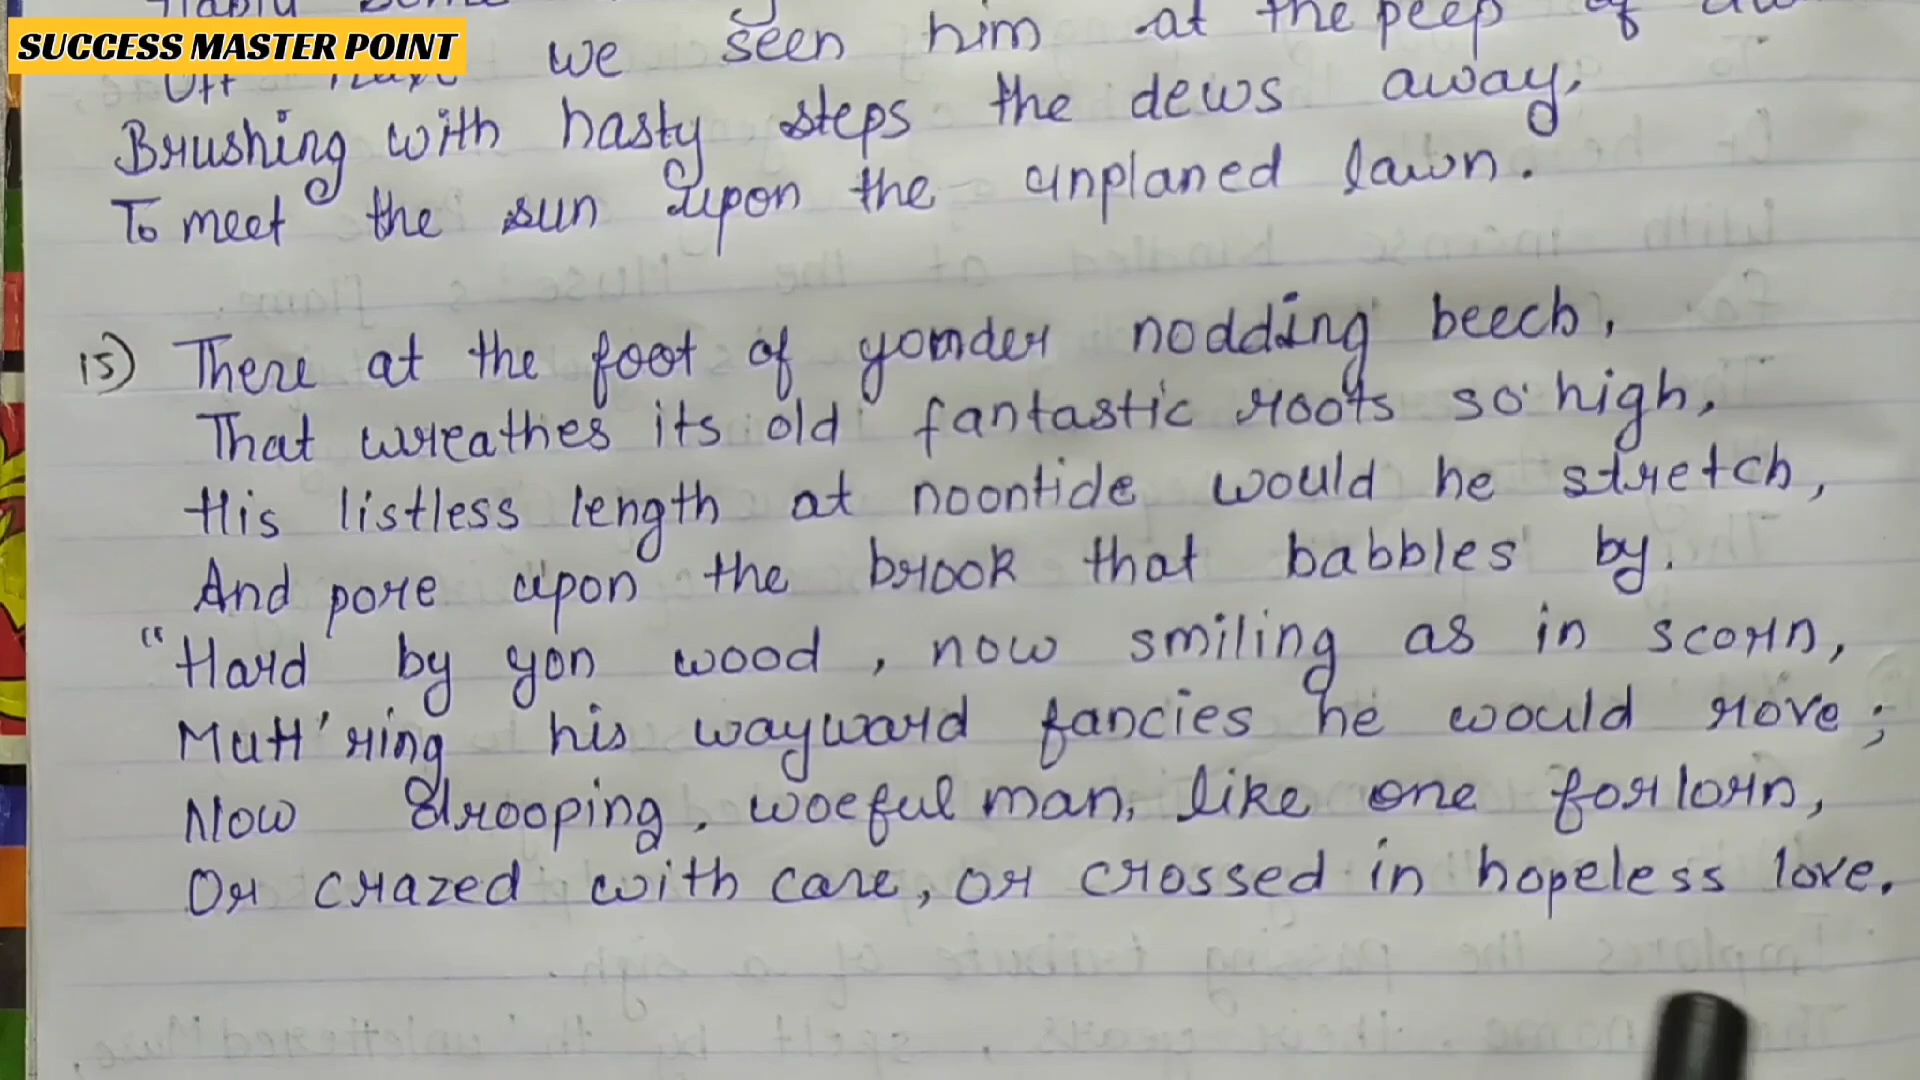 SUCCESS MASTER POINT
we seen him at the peep of
Brushing with hasty steps the dews away,
To meet the sun upon the unplaned lawn.
15) There at the foot of yonder nodding beech,
That wreathes its old fantastic roots so high,
His listless length at noontide would he stretch,
And pore upon the brook that babbles by.
"Hard by yon wood, now smiling as in scorn,
Mutt'ring his wayward fancies he would rove;
Now drooping, woeful man, like one forlorn,
Or crazed with care, or crossed in hopeless love.